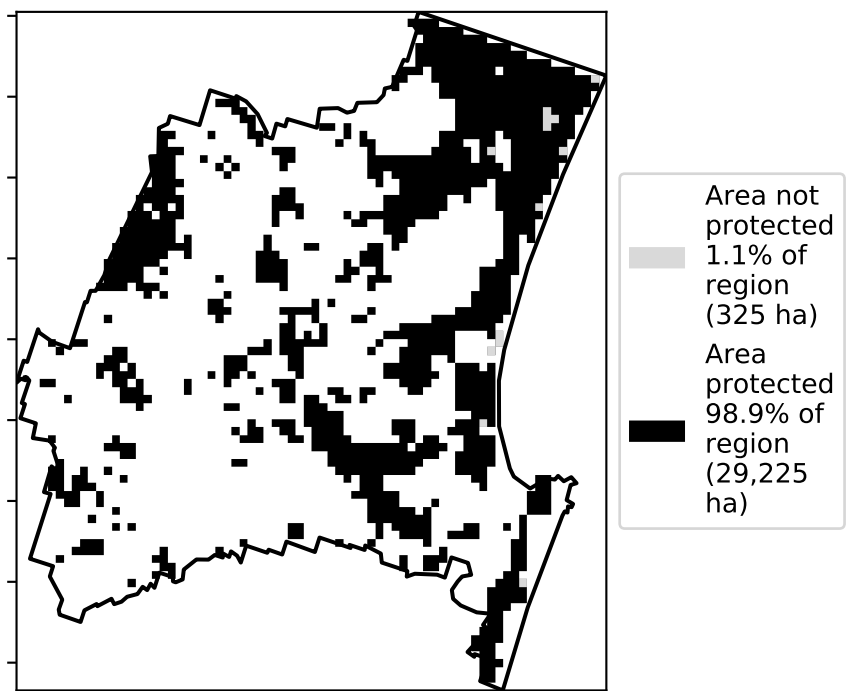 Area not
protected
1.1% of
region
(325 ha)
Area
protected
98.9% of
region
(29,225
ha)